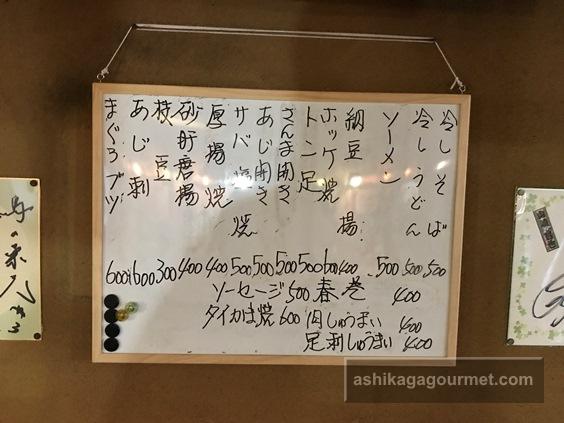 冷しそば 500
冷しうどん 500
ソーメン 500
納豆揚 400
ホッケ焼 600
トン足 500
さんま開き 500
あじ開き 500
サバ塩焼 500
厚揚焼 400
砂肝唐揚 400
枝豆 300
あじ刺 600
まぐろブツ 600
ソーセージ 500 春巻 400
タイカは焼 600 肉しゅうまい 400
足刺しゅうまい 400
ashikagagourmet.com